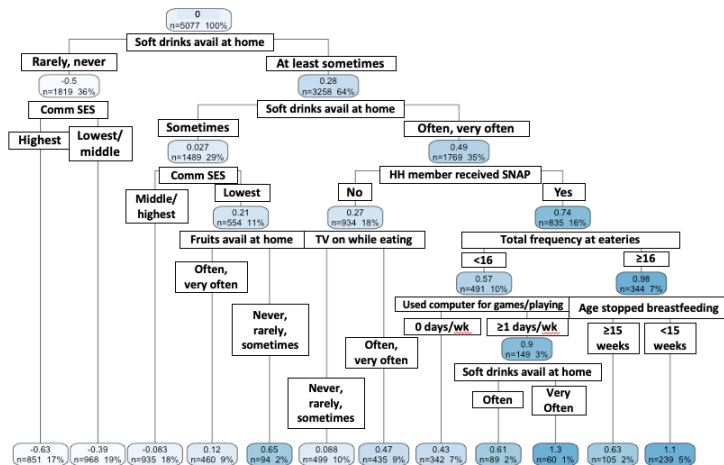 0
n=5077 100%
Soft drinks avail at home
Rarely, never
At least sometimes
-0.5
n=1819 36%
0.28
n=3258 64%
Comm SES
Soft drinks avail at home
Highest
Lowest/
middle
Sometimes
Often, very often
0.027
n=1489 29%
0.49
n=1769 35%
Comm SES
HH member received SNAP
Middle/
highest
Lowest
No
Yes
0.21
n=554 11%
0.27
n=934 18%
0.74
n=835 16%
Fruits avail at home
TV on while eating
Total frequency at eateries
<16
≥16
Often,
very often
0.57
n=491 10%
0.98
n=344 7%
Never,
rarely,
sometimes
Used computer for games/playing
Age stopped breastfeeding
0 days/wk
≥1 days/wk
≥15
weeks
<15
weeks
Often,
very often
0.9
n=149 3%
Soft drinks avail at home
Never,
rarely,
sometimes
Often
Very
Often
-0.63
n=851 17%
-0.39
n=968 19%
-0.083
n=935 18%
0.12
n=460 9%
0.65
n=94 2%
0.088
n=499 10%
0.47
n=435 9%
0.43
n=342 7%
0.61
n=89 2%
1.3
n=60 1%
0.63
n=105 2%
1.1
n=239 5%